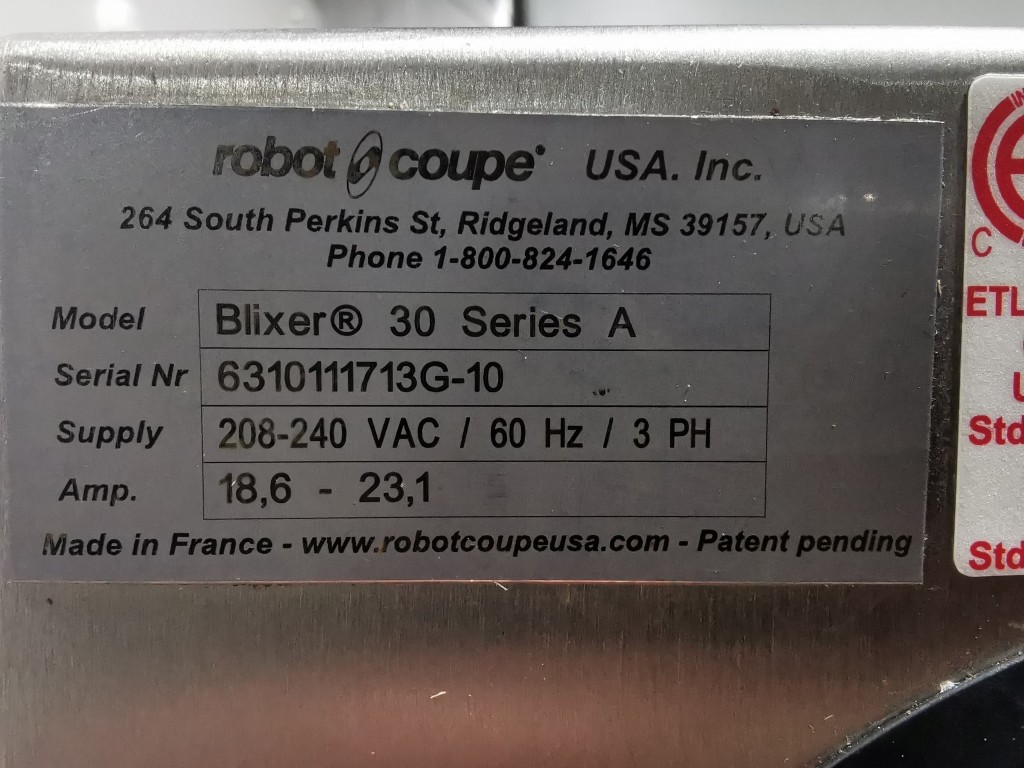 robot coupe® USA. Inc.
264 South Perkins St, Ridgeland, MS 39157, USA
Phone 1-800-824-1646
Model Blixer® 30 Series A
Serial Nr 6310111713G-10
Supply 208-240 VAC / 60 Hz / 3 PH
Amp. 18,6 - 23,1
Made in France - www.robotcoupeusa.com - Patent pending
C
ETL
Std
Std